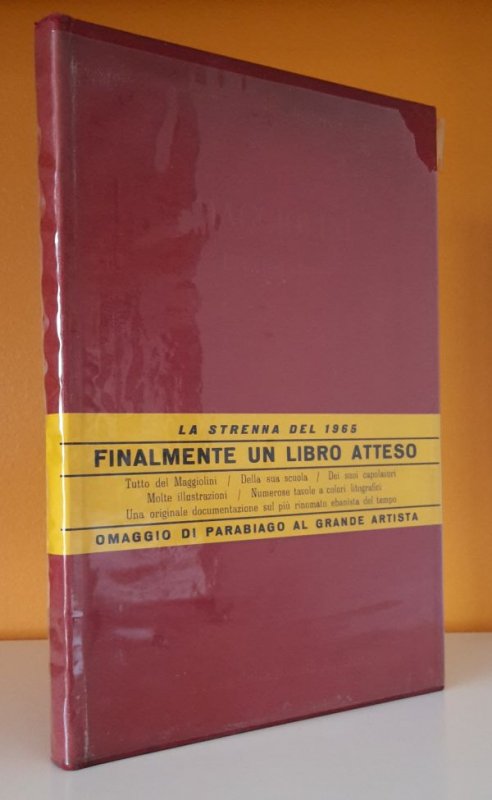 LA STRENNA DEL 1965
FINALMENTE UN LIBRO ATTESO
Tutto del Maggiolini / Della sua scuola / Dei suoi capolavori
Molte illustrazioni / Numerose tavole a colori litografici
Una originale documentazione sul più rinomato ebanista del tempo
OMAGGIO DI PARABIAGO AL GRANDE ARTISTA